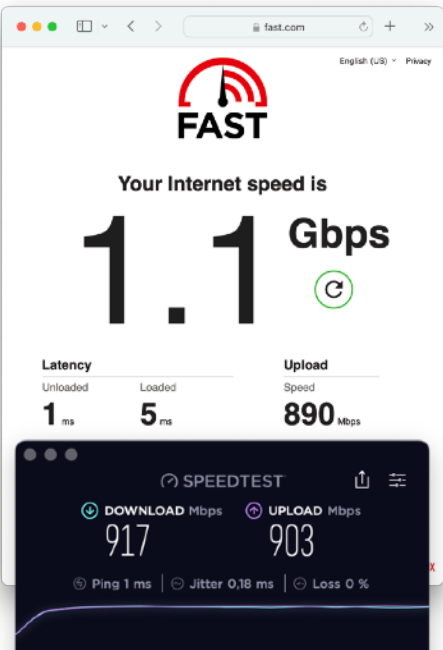 fast.com
English (US) Privacy
FAST
Your Internet speed is
1.1 Gbps
Latency
Upload
Unloaded Loaded Speed
1 ms 5 ms 890 Mbps
SPEEDTEST
DOWNLOAD Mbps UPLOAD Mbps
917 903
Ping 1 ms Jitter 0,18 ms Loss 0 %